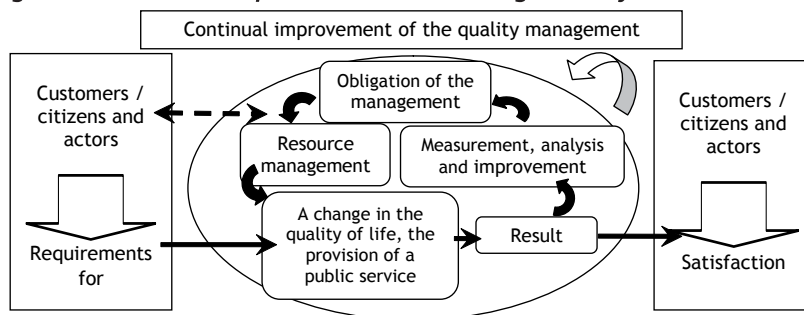 Continual improvement of the quality management
Customers /
citizens and
actors
Requirements
for
Obligation of the
management
Resource
management
Measurement, analysis
and improvement
A change in the
quality of life, the
provision of a
public service
Result
Customers /
citizens and
actors
Satisfaction